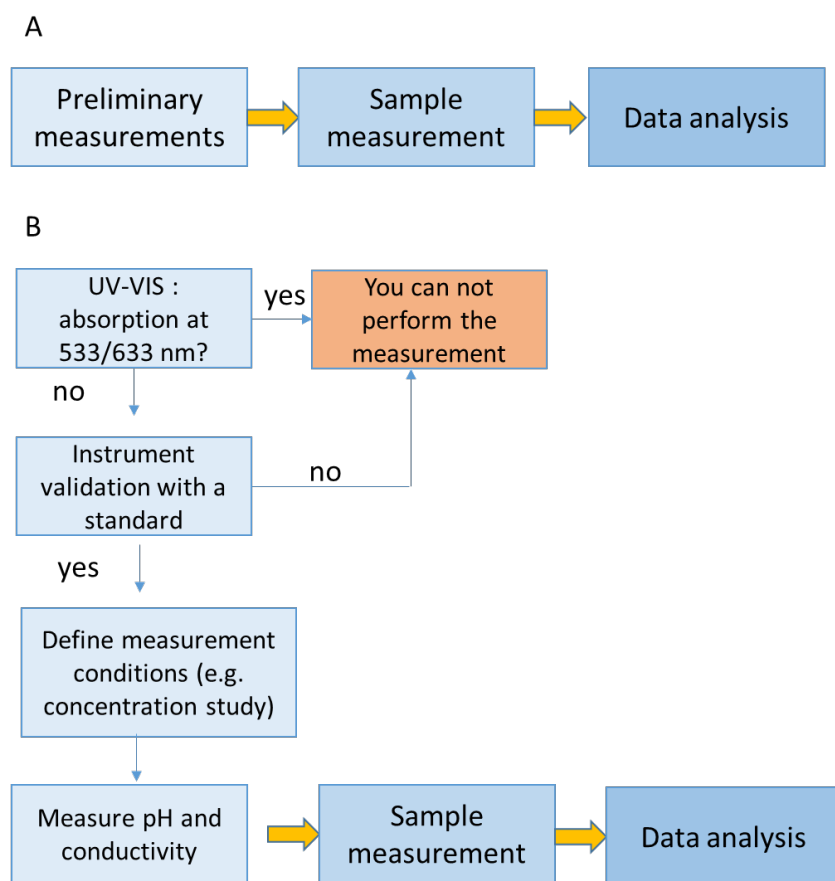 A
Preliminary
measurements
Sample
measurement
Data analysis
B
UV-VIS :
absorption at
533/633 nm?
yes
You can not
perform the
measurement
no
Instrument
validation with a
standard
no
yes
Define measurement
conditions (e.g.
concentration study)
Measure pH and
conductivity
Sample
measurement
Data analysis